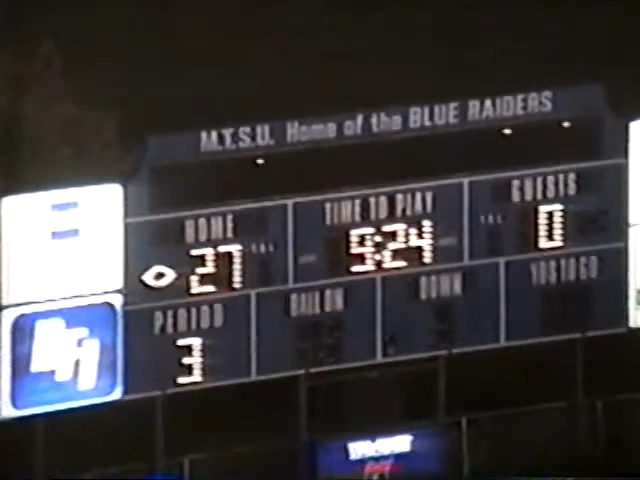 M.T.S.U. Home of the BLUE RAIDERS
HOME TIME TO PLAY GUESTS
27 9:24 0
PERIOD BALL ON DOWN YDS TO GO
3